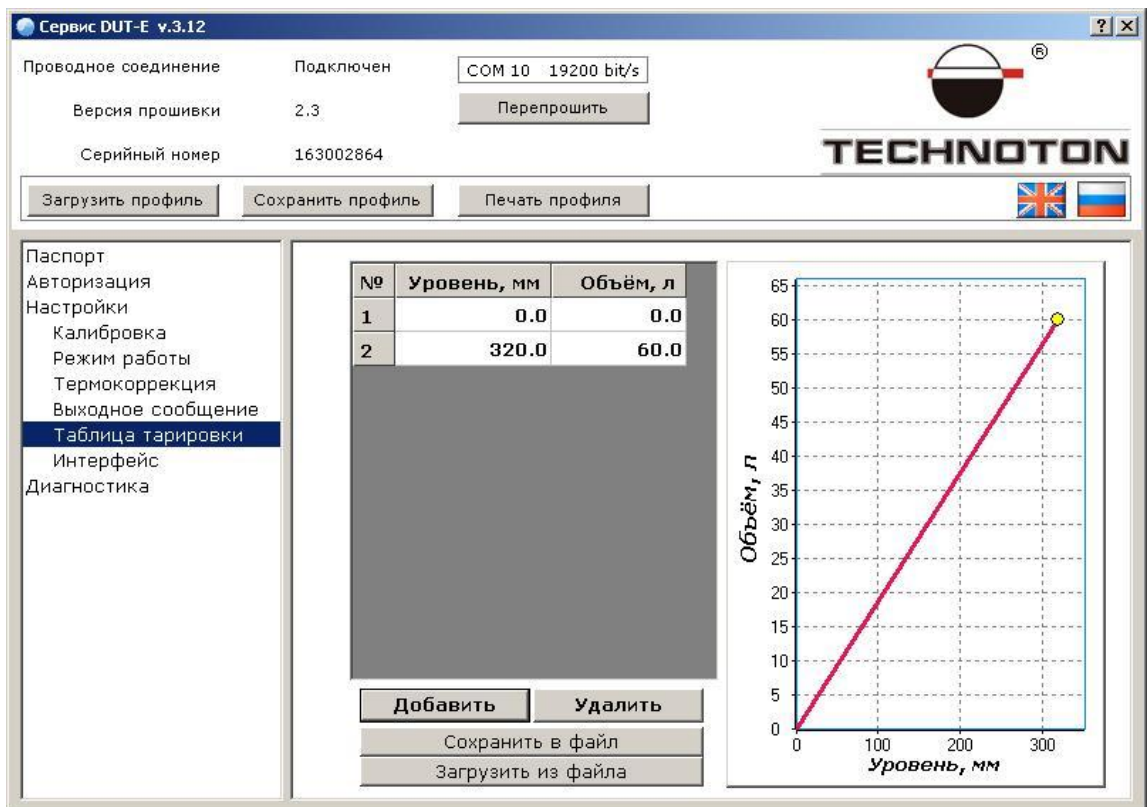 Сервис DUT-E v.3.12
? ×
Проводное соединение Подключен COM 10 19200 bit/s
®
Версия прошивки 2.3 Перепрошить
Серийный номер 163002864
TECHNOTON
Загрузить профиль Сохранить профиль Печать профиля
Паспорт
Авторизация
Настройки
Калибровка
Режим работы
Термокоррекция
Выходное сообщение
Таблица тарировки
Интерфейс
Диагностика
№ Уровень, мм Объём, л
1 0.0 0.0
2 320.0 60.0
Добавить Удалить
Сохранить в файл
Загрузить из файла
65
60
55
50
45
40
35
30
25
20
15
10
5
0
Объём, л
0 100 200 300
Уровень, мм